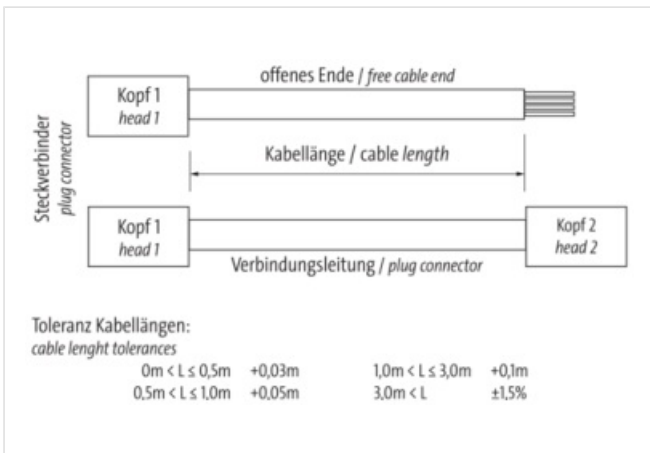 offenes Ende / free cable end
Kopf 1
head 1
Steckverbinder
plug connector
Kabellänge / cable length
Kopf 1
head 1
Kopf 2
head 2
Verbindungsleitung / plug connector
Toleranz Kabellängen:
cable lenght tolerances
0m < L ≤ 0,5m +0,03m 1,0m < L ≤ 3,0m +0,1m
0,5m < L ≤ 1,0m +0,05m 3,0m < L ±1,5%